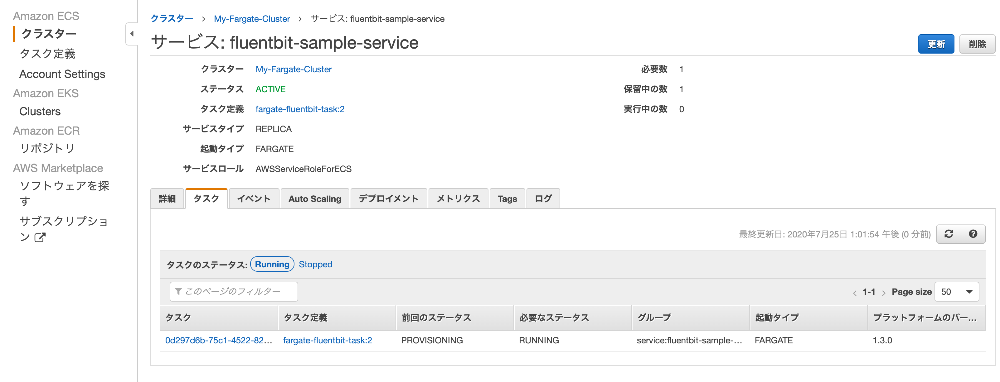 Amazon ECS
クラスター
タスク定義
Account Settings
Amazon EKS
Clusters
Amazon ECR
リポジトリ
AWS Marketplace
ソフトウェアを探
す
サブスクリプショ
ン
クラスター > My-Fargate-Cluster > サービス: fluentbit-sample-service
サービス: fluentbit-sample-service
更新 削除
クラスター My-Fargate-Cluster 必要数 1
ステータス ACTIVE 保留中の数 1
タスク定義 fargate-fluentbit-task:2 実行中の数 0
サービスタイプ REPLICA
起動タイプ FARGATE
サービスロール AWSServiceRoleForECS
詳細 タスク イベント Auto Scaling デプロイメント メトリクス Tags ログ
最終更新日: 2020年7月25日 1:01:54 午後 (0 分前)
タスクのステータス: Running Stopped
このページのフィルター < 1-1 > Page size 50
タスク タスク定義 前回のステータス 必要なステータス グループ 起動タイプ プラットフォームのバー...
0d297d6b-75c1-4522-82... fargate-fluentbit-task:2 PROVISIONING RUNNING service:fluentbit-sample-... FARGATE 1.3.0